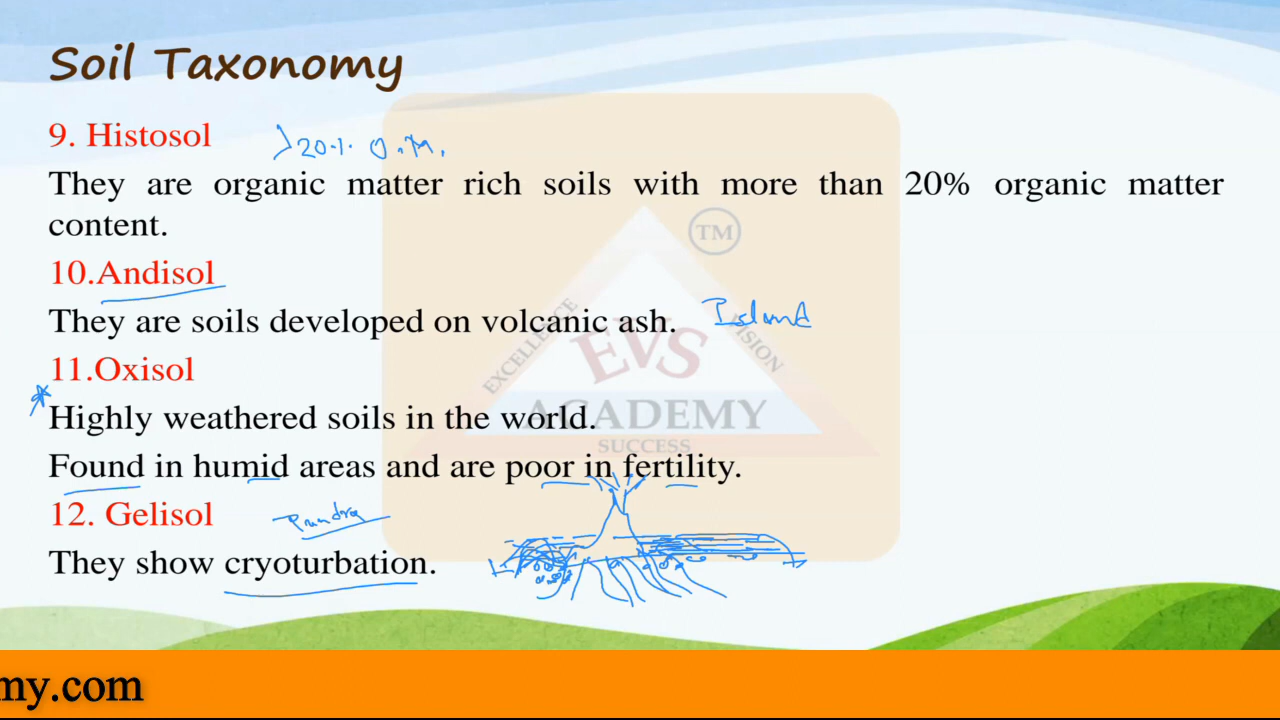 Soil Taxonomy
9. Histosol
>20% O.M.
They are organic matter rich soils with more than 20% organic matter
content.
TM
10.Andisol
They are soils developed on volcanic ash.
Island
EXCELLENCE
VISION
EVS
11.Oxisol
Highly weathered soils in the world.
ACADEMY
SUCCESS
Found in humid areas and are poor in fertility.
12. Gelisol
They show cryoturbation.
my.com